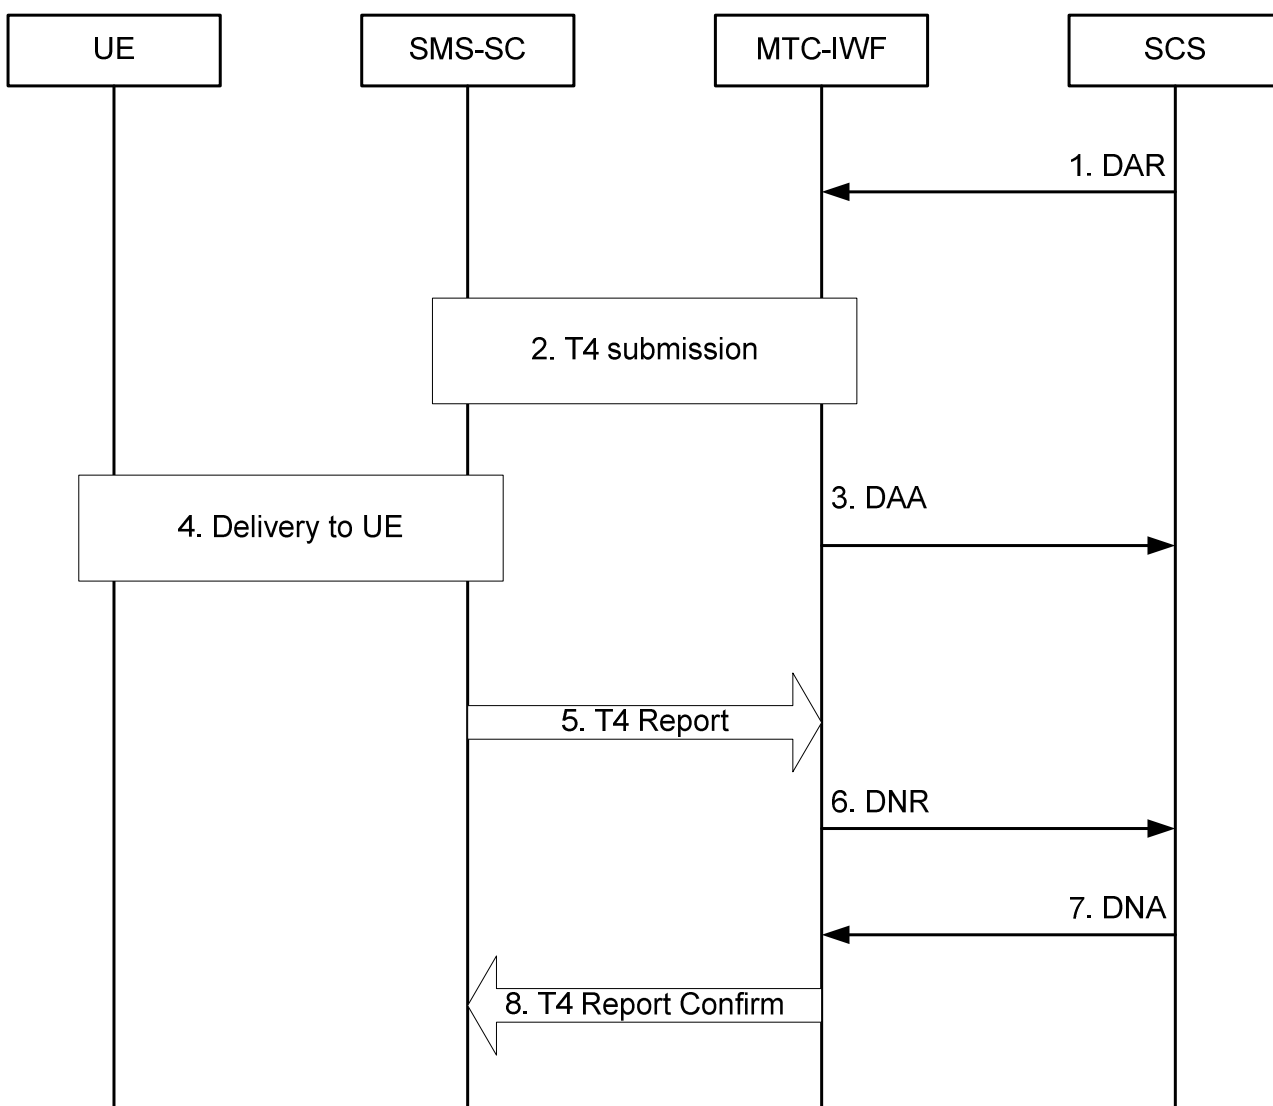 UE
SMS-SC
MTC-IWF
SCS
1. DAR
2. T4 submission
3. DAA
4. Delivery to UE
5. T4 Report
6. DNR
7. DNA
8. T4 Report Confirm